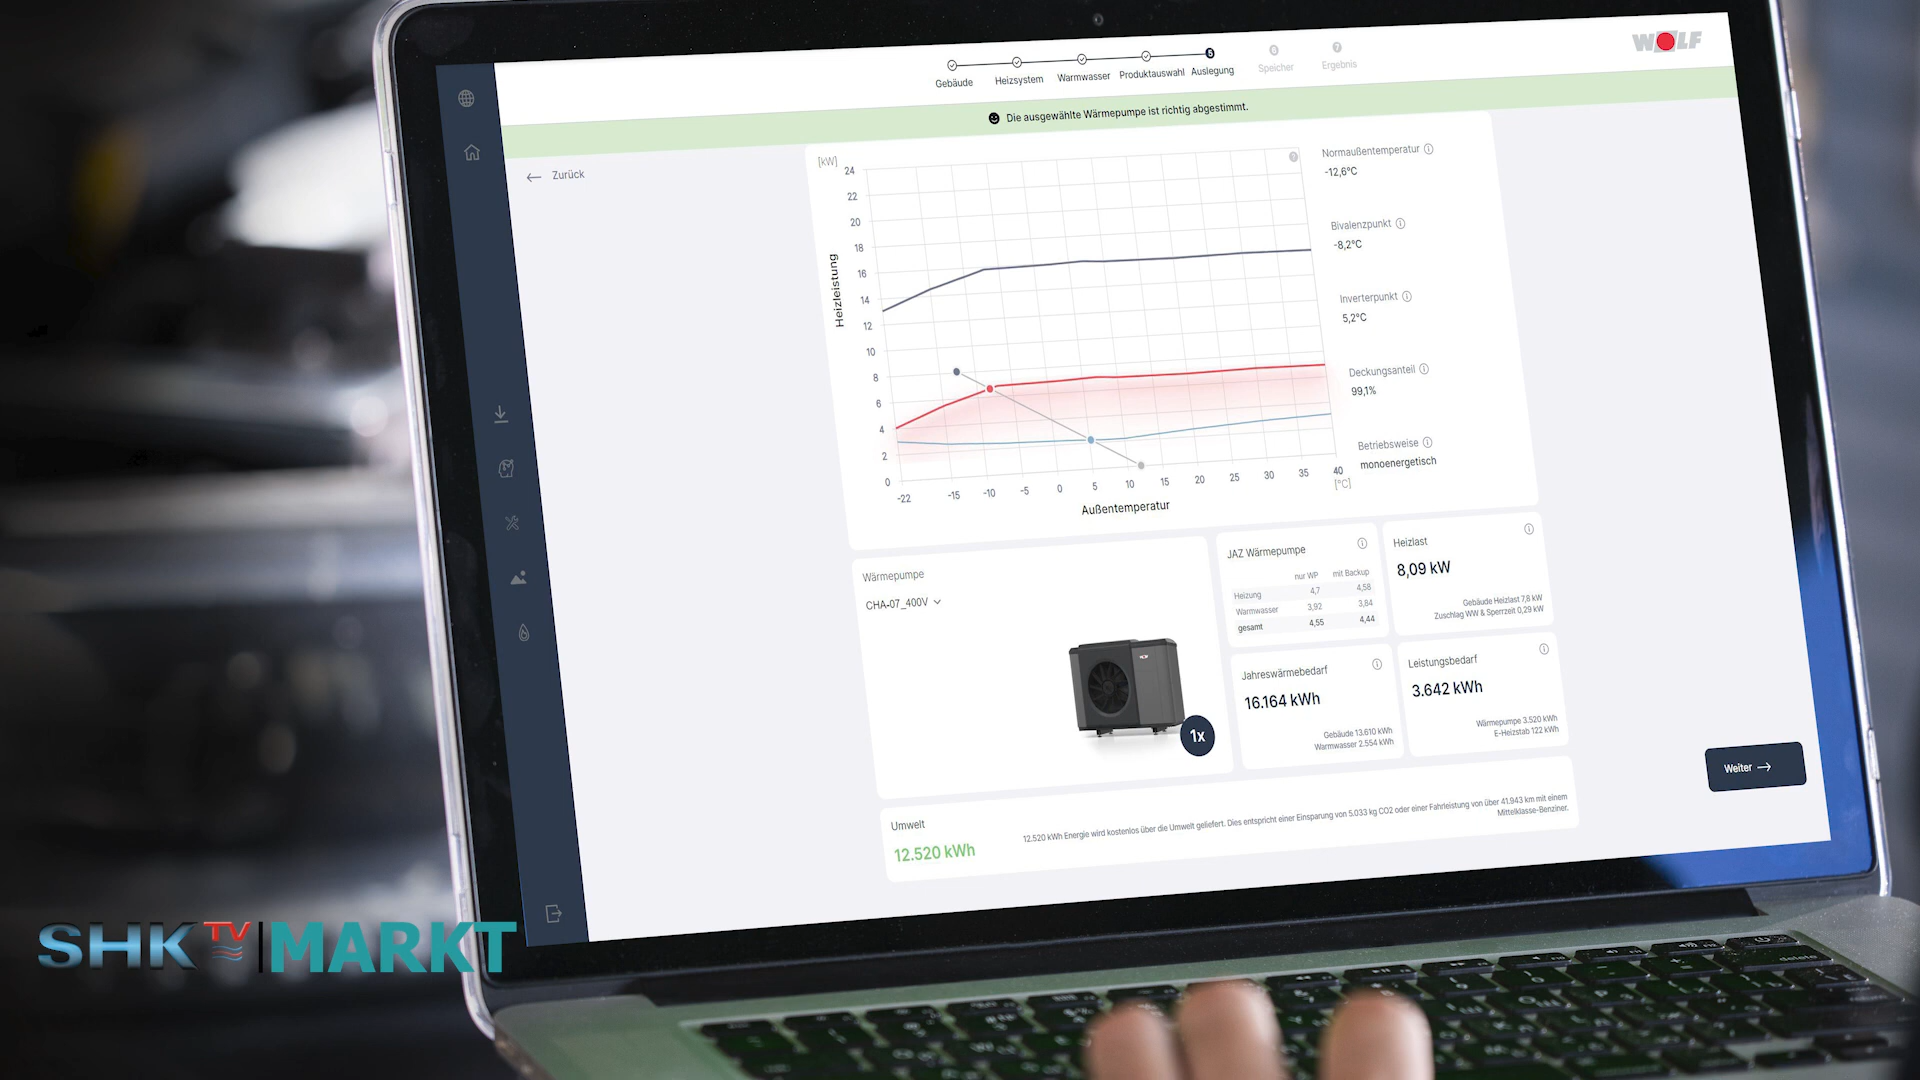 WOLF
Gebäude
Heizsystem
Warmwasser
Produktauswahl
5
Auslegung
6
Speicher
7
Ergebnis
Die ausgewählte Wärmepumpe ist richtig abgestimmt.
Zurück
[kW]
24
22
20
18
16
14
12
10
8
6
4
2
0
Heizleistung
-22 -15 -10 -5 0 5 10 15 20 25 30 35 40
[°C]
Außentemperatur
Normaußentemperatur
-12,6°C
Bivalenzpunkt
-8,2°C
Inverterpunkt
5,2°C
Deckungsanteil
99,1%
Betriebsweise
monoenergetisch
Wärmepumpe
CHA-07_400V
1x
JAZ Wärmepumpe
nur WP mit Backup
Heizung 4,7 4,58
Warmwasser 3,92 3,84
gesamt 4,55 4,44
Heizlast
8,09 kW
Gebäude Heizlast 7,8 kW
Zuschlag WW & Sperrzeit 0,29 kW
Jahreswärmebedarf
16.164 kWh
Gebäude 13.610 kWh
Warmwasser 2.554 kWh
Leistungsbedarf
3.642 kWh
Wärmepumpe 3.520 kWh
E-Heizstab 122 kWh
Weiter
Umwelt
12.520 kWh
12.520 kWh Energie wird kostenlos über die Umwelt geliefert. Dies entspricht einer Einsparung von 5.033 kg CO2 oder einer Fahrleistung von über 41.943 km mit einem
Mittelklasse-Benziner.
SHK TV MARKT
delete